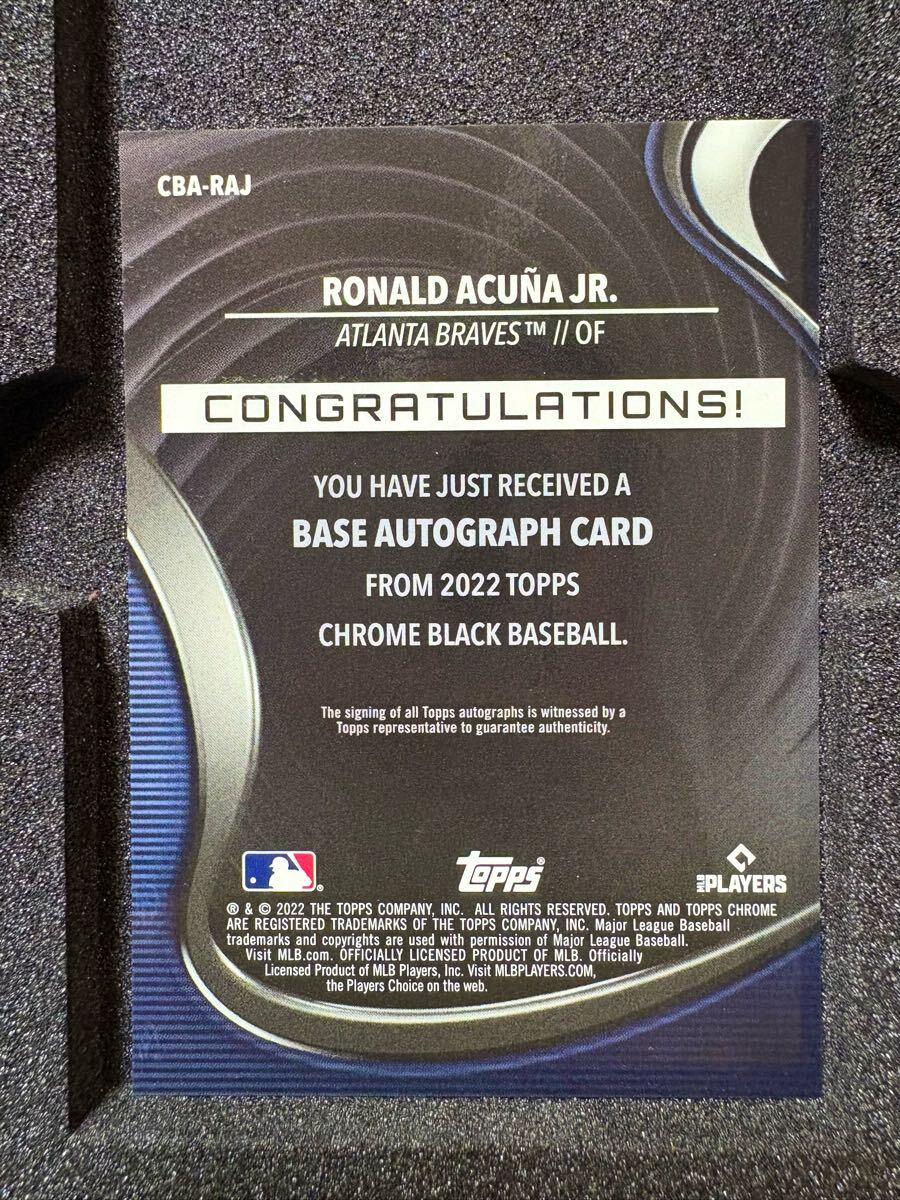 CBA-RAJ
RONALD ACUÑA JR.
ATLANTA BRAVES™ // OF
CONGRATULATIONS!
YOU HAVE JUST RECEIVED A
BASE AUTOGRAPH CARD
FROM 2022 TOPPS
CHROME BLACK BASEBALL.
The signing of all Topps autographs is witnessed by a
Topps representative to guarantee authenticity.
®
Topps®
MLB PLAYERS
® & © 2022 THE TOPPS COMPANY, INC. ALL RIGHTS RESERVED. TOPPS AND TOPPS CHROME
ARE REGISTERED TRADEMARKS OF THE TOPPS COMPANY, INC. Major League Baseball
trademarks and copyrights are used with permission of Major League Baseball.
Visit MLB.com. OFFICIALLY LICENSED PRODUCT OF MLB. Officially
Licensed Product of MLB Players, Inc. Visit MLBPLAYERS.COM,
the Players Choice on the web.